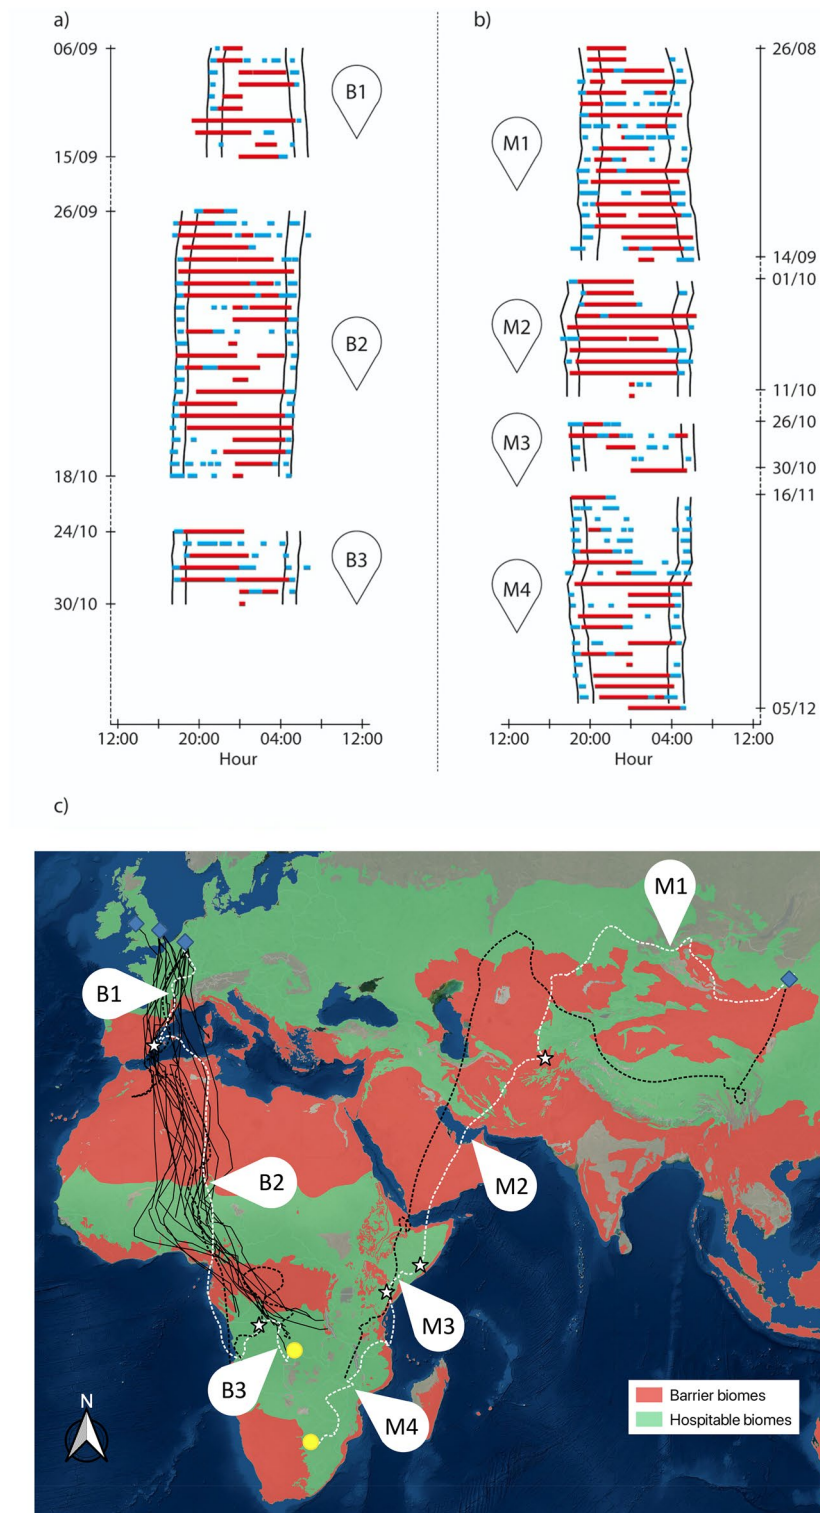 a)
06/09
15/09
26/09
18/10
24/10
30/10
B1
B2
B3
12:00 20:00 04:00 12:00
Hour
b)
M1
M2
M3
M4
26/08
14/09
01/10
11/10
26/10
30/10
16/11
05/12
12:00 20:00 04:00 12:00
Hour
c)
M1
B1
B2
M2
M3
B3
M4
N
Barrier biomes
Hospitable biomes